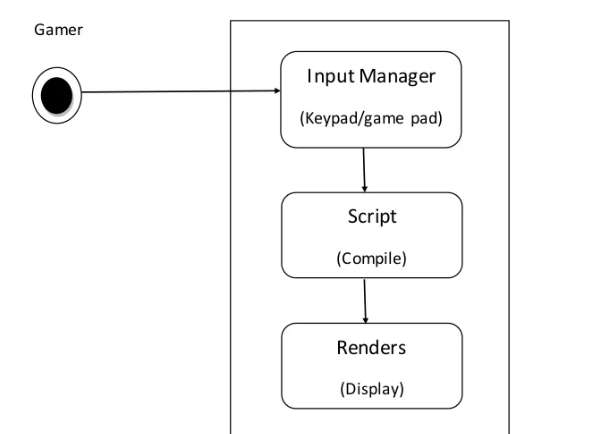 Gamer
Input Manager
(Keypad/game pad)
Script
(Compile)
Renders
(Display)